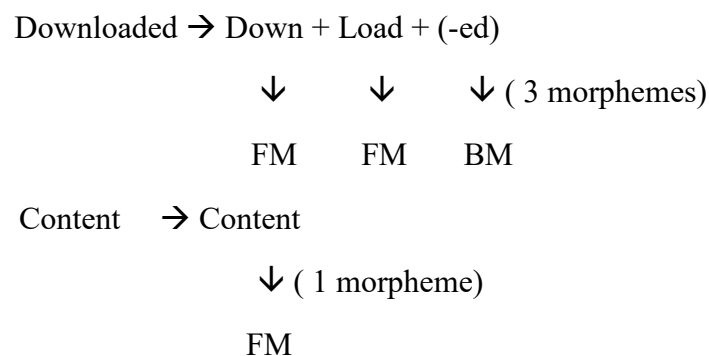 Downloaded → Down + Load + (-ed)
↓ ↓ ↓ ( 3 morphemes)
FM FM BM
Content → Content
↓ ( 1 morpheme)
FM